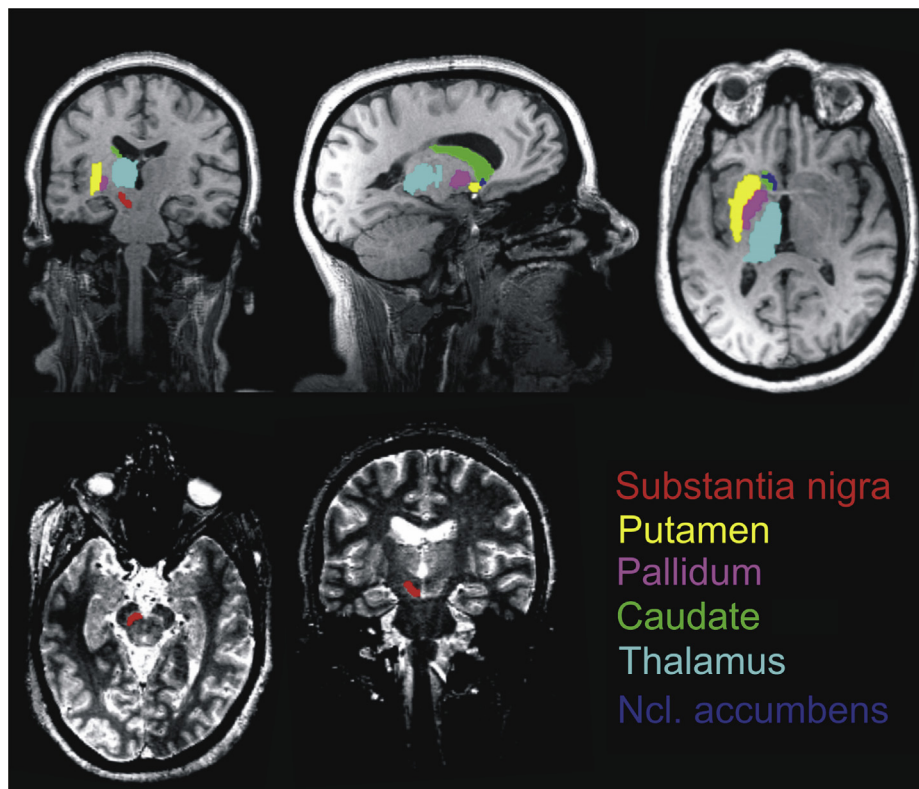 Substantia nigra
Putamen
Pallidum
Caudate
Thalamus
Ncl. accumbens